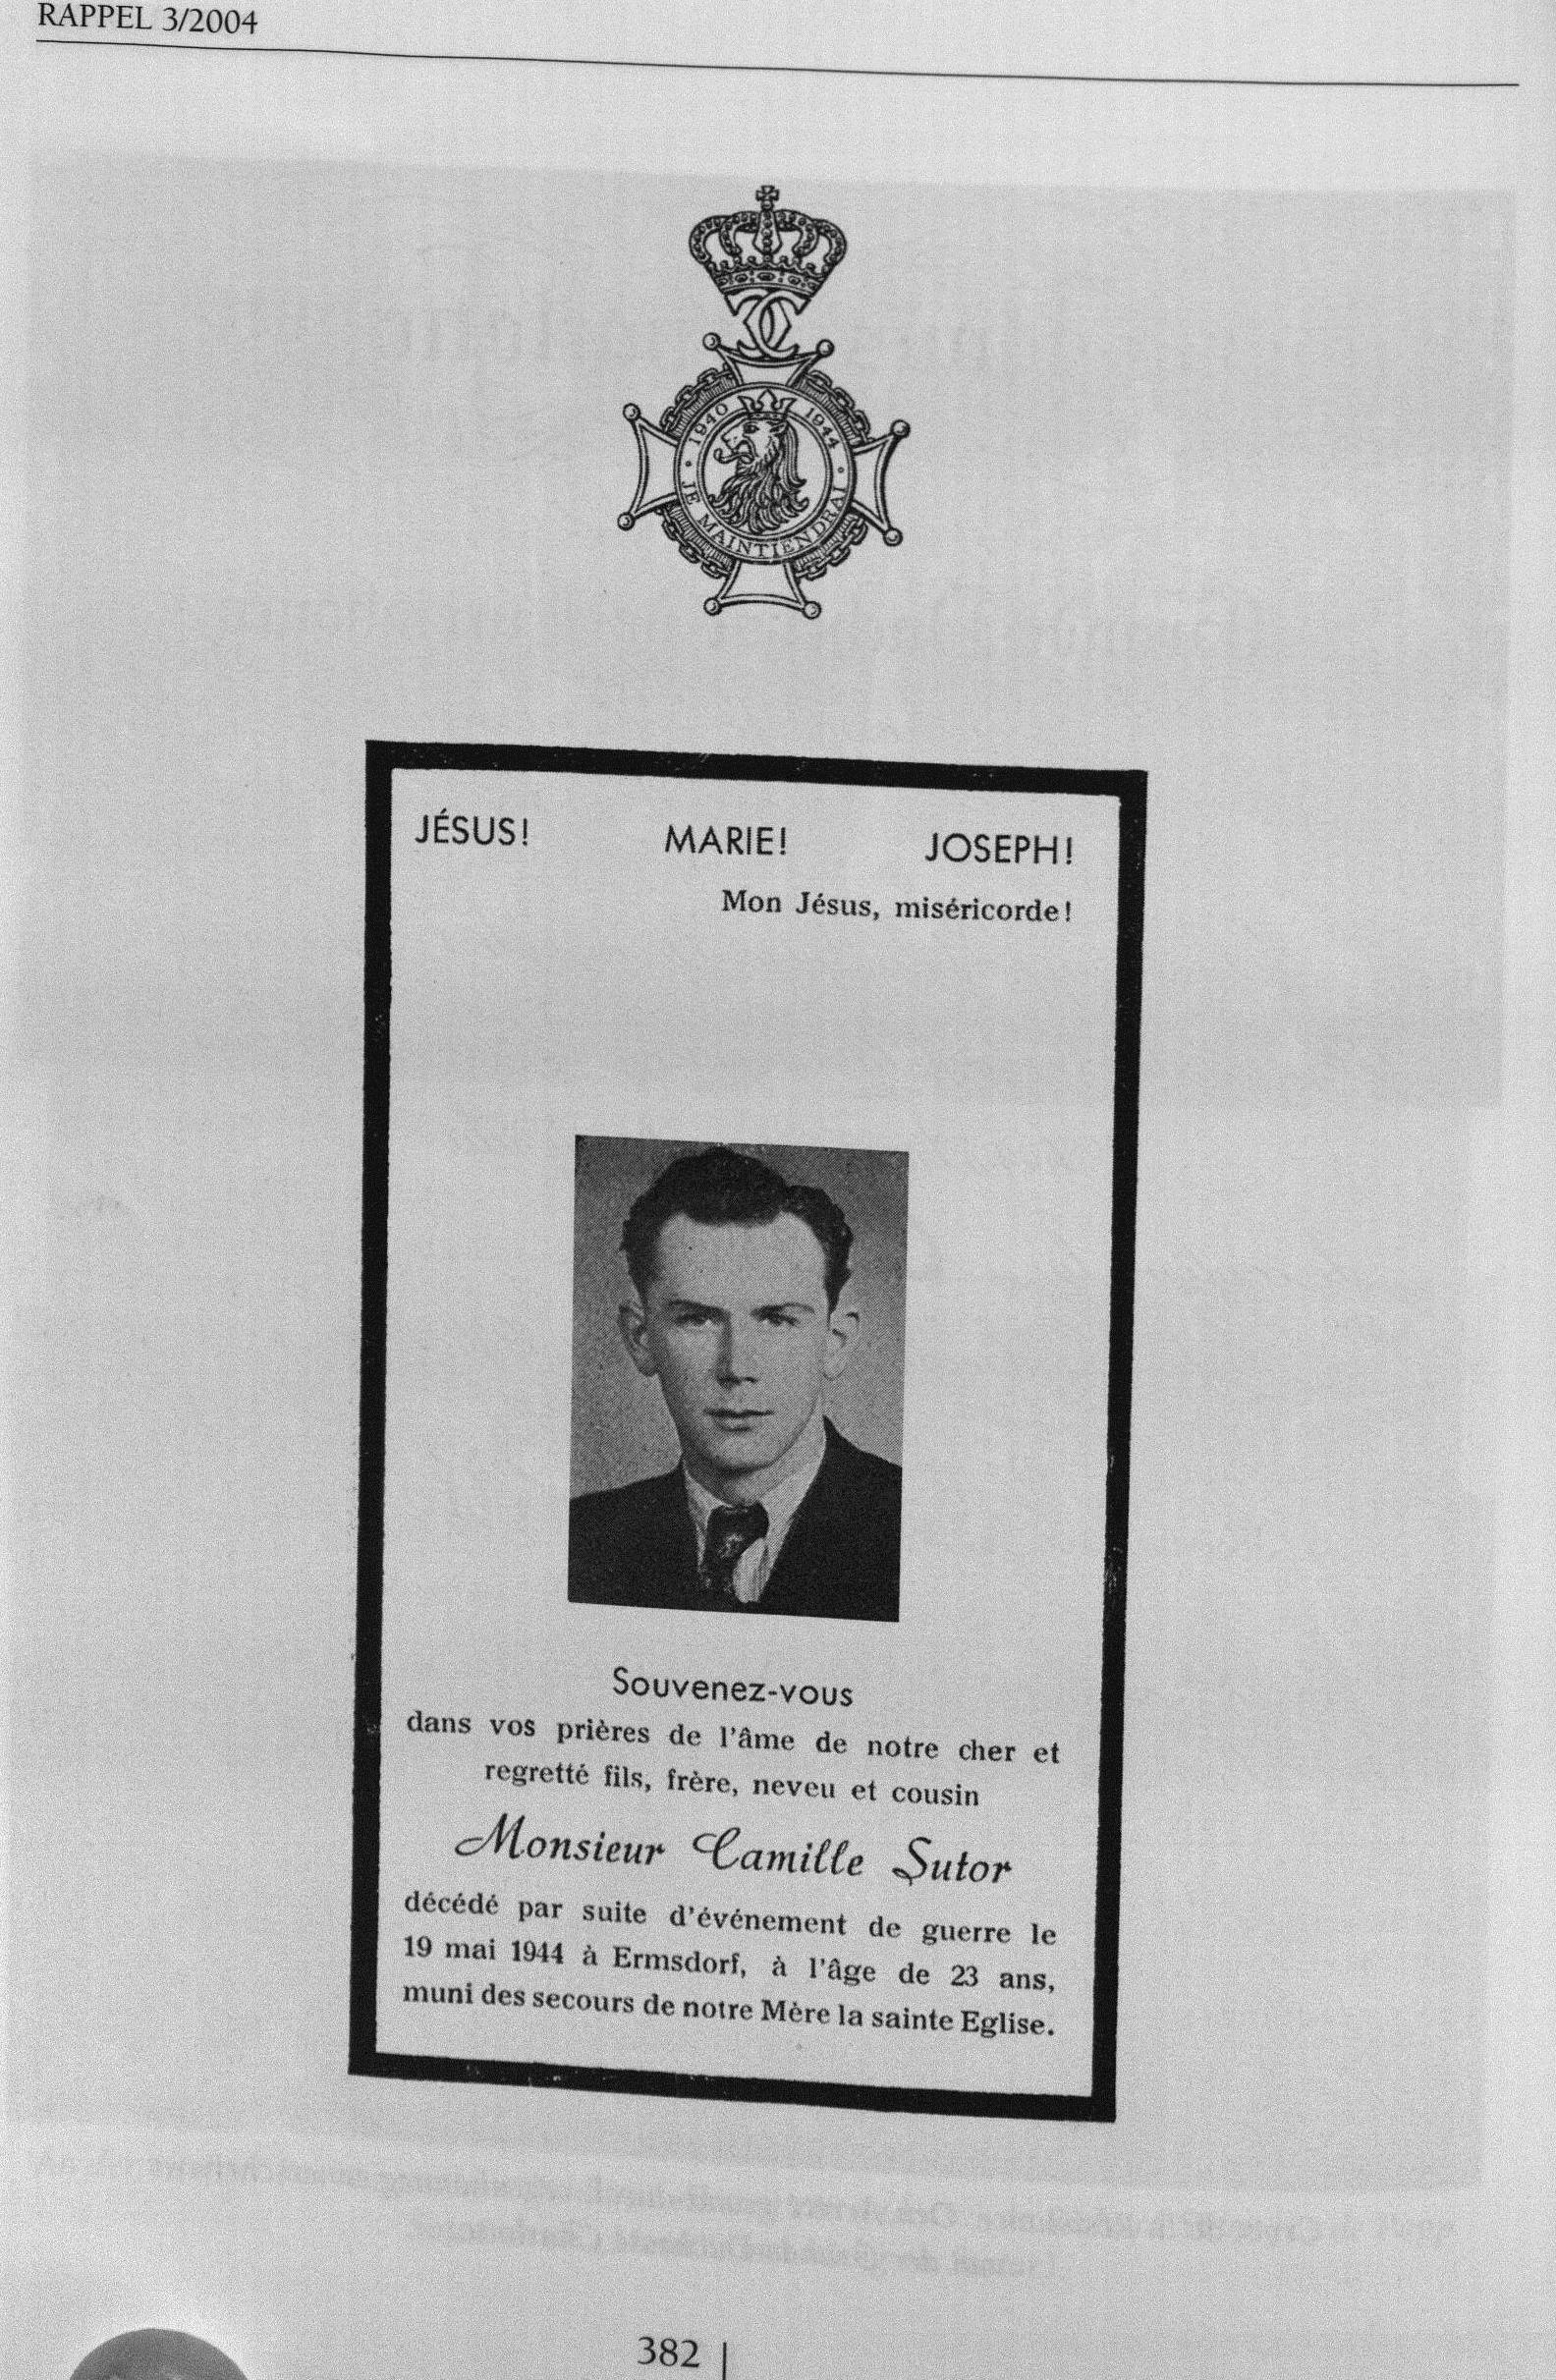 RAPPEL 3/2004
1940 1944
JE MAINTIENDRAI
JÉSUS! MARIE! JOSEPH!
Mon Jésus, miséricorde!
Souvenez-vous
dans vos prières de l'âme de notre cher et
regretté fils, frère, neveu et cousin
Monsieur Camille Sutor
décédé par suite d'événement de guerre le
19 mai 1944 à Ermsdorf, à l'âge de 23 ans,
muni des secours de notre Mère la sainte Eglise.
382